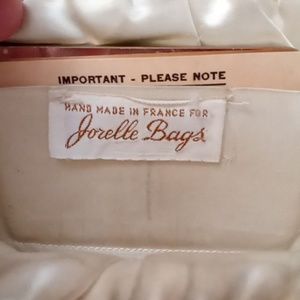 IMPORTANT - PLEASE NOTE
HAND MADE IN FRANCE FOR
Jorelle Bags